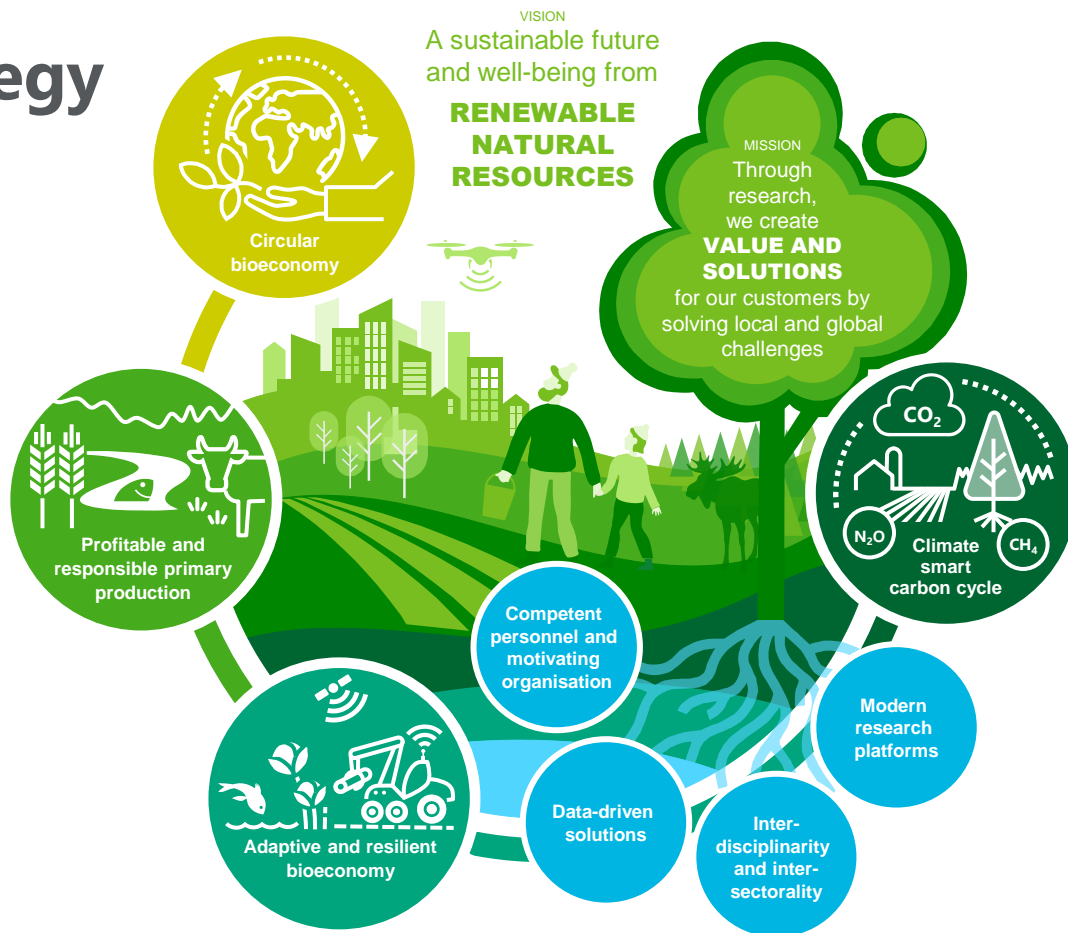 egy
VISION
A sustainable future
and well-being from
RENEWABLE
NATURAL
RESOURCES
MISSION
Through
research,
we create
VALUE AND
SOLUTIONS
for our customers by
solving local and global
challenges
Circular
bioeconomy
Profitable and
responsible primary
production
CO₂
N₂O
CH₄
Climate
smart
carbon cycle
Competent
personnel and
motivating
organisation
Modern
research
platforms
Data-driven
solutions
Inter-
disciplinarity
and inter-
sectorality
Adaptive and resilient
bioeconomy